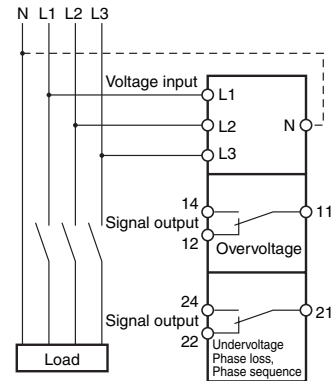 N L1 L2 L3
Voltage input
L1
L2
N
L3
14
11
Signal output
12
Overvoltage
24
21
Signal output
22
Undervoltage
Phase loss,
Phase sequence
Load